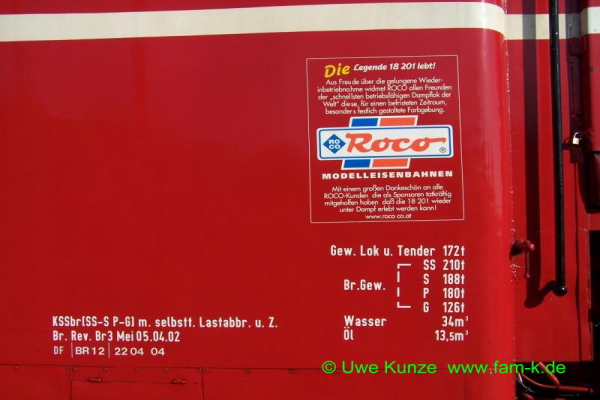 Die Legende 18 201 lebt!
Aus Freude über die gelungene Wieder-
inbetriebnahme widmet ROCO allen Freunden
der „schnellsten betriebsfähigen Dampflok der
Welt" diese, für einen befristeten Zeitraum,
besonders festlich gestaltete Farbgebung.
RO
CO
Roco ®
MODELLEISENBAHNEN
Mit einem großen Dankeschön an alle
ROCO-Kunden die als Sponsoren tatkräftig
mitgeholfen haben daß die 18 201 wieder
unter Dampf erlebt werden kann!
www.roco.co.at
Gew. Lok u. Tender 172t
Br.Gew.
SS 210t
S 188t
P 180t
G 126t
Wasser 34m³
Öl 13,5m³
KSSbr(SS-S P-G) m. selbstt. Lastabbr. u. Z.
Br. Rev. Br3 Mei 05.04.02
DF BR12 22 04 04
© Uwe Kunze www.fam-k.de